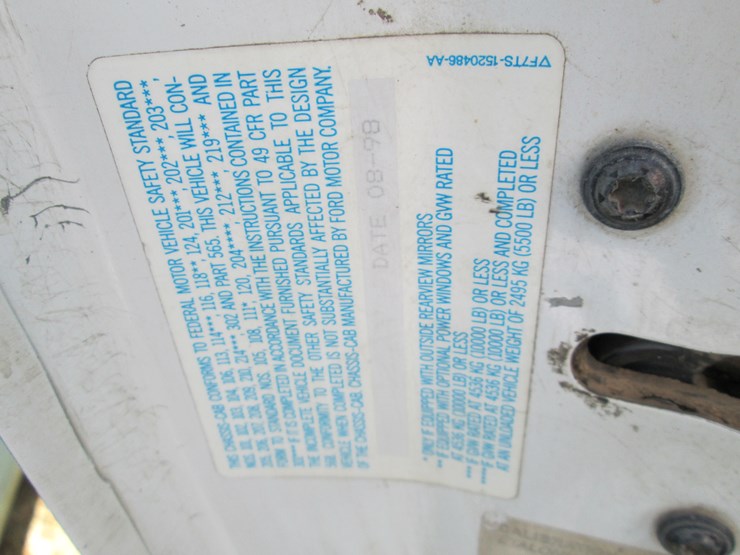 THIS CHASSIS-CAB CONFORMS TO FEDERAL MOTOR VEHICLE SAFETY STANDARD
NOS. 101, 102, 103, 104, 106, 113, 114***, 116, 118**, 124, 201***, 202***, 203***,
205, 206, 207, 208, 209, 210, 214**** 302 AND PART 565. THIS VEHICLE WILL CON-
FORM TO STANDARD NOS. 105, 108, 111*, 120, 204**** 212***, 219*** AND
301*** IF IT IS COMPLETED IN ACCORDANCE WITH THE INSTRUCTIONS CONTAINED IN
THE INCOMPLETE VEHICLE DOCUMENT FURNISHED PURSUANT TO 49 CFR PART
568. CONFORMITY TO THE OTHER SAFETY STANDARDS APPLICABLE TO THIS
VEHICLE WHEN COMPLETED IS NOT SUBSTANTIALLY AFFECTED BY THE DESIGN
OF THE CHASSIS-CAB. CHASSIS-CAB MANUFACTURED BY FORD MOTOR COMPANY.
DATE 08-98
* ONLY IF EQUIPPED WITH OUTSIDE REARVIEW MIRRORS
** IF EQUIPPED WITH OPTIONAL POWER WINDOWS AND GVW RATED
AT 4536 KG (10000 LB) OR LESS
*** IF GVW RATED AT 4536 KG (10000 LB) OR LESS
**** IF GVW RATED AT 4536 KG (10000 LB) OR LESS AND COMPLETED
AT AN UNLOADED VEHICLE WEIGHT OF 2495 KG (5500 LB) OR LESS
▽F7TS-1520486-AA